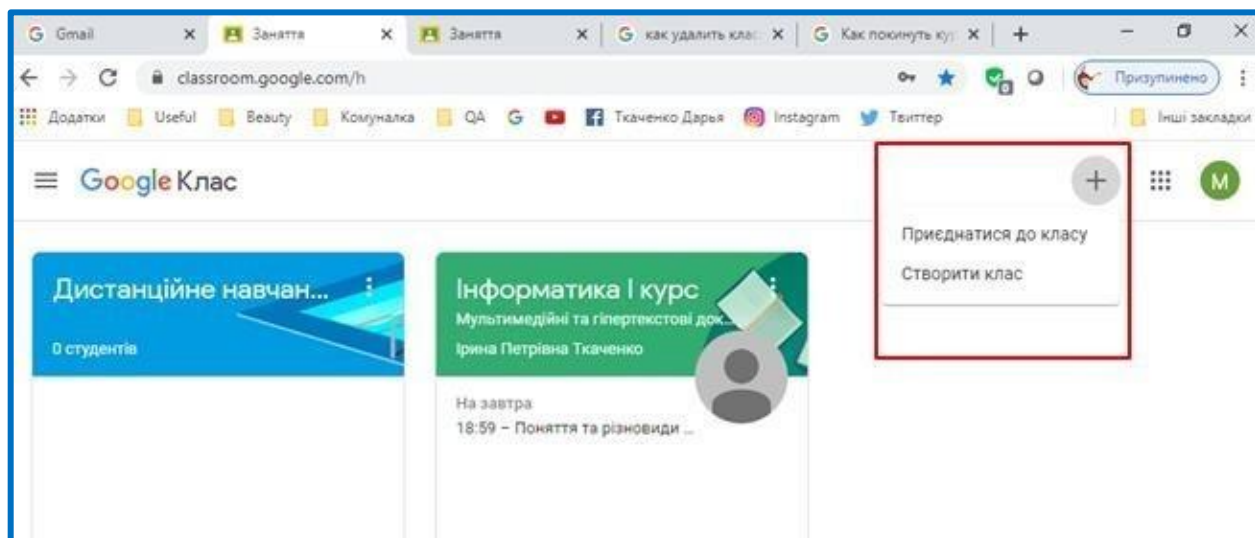 Gmail
Заняття
Заняття
как удалить клас
Как покинуть кур
classroom.google.com/h
Призупинено
Додатки Useful Beauty Комуналка QA Ткаченко Дарья Instagram Твиттер Інші закладки
Google Клас
M
Приєднатися до класу
Створити клас
Дистанційне навчан...
0 студентів
Інформатика І курс
Мультимедійні та гіпертекстові док...
Ірина Петрівна Ткаченко
На завтра
18:59 – Поняття та різновиди ...